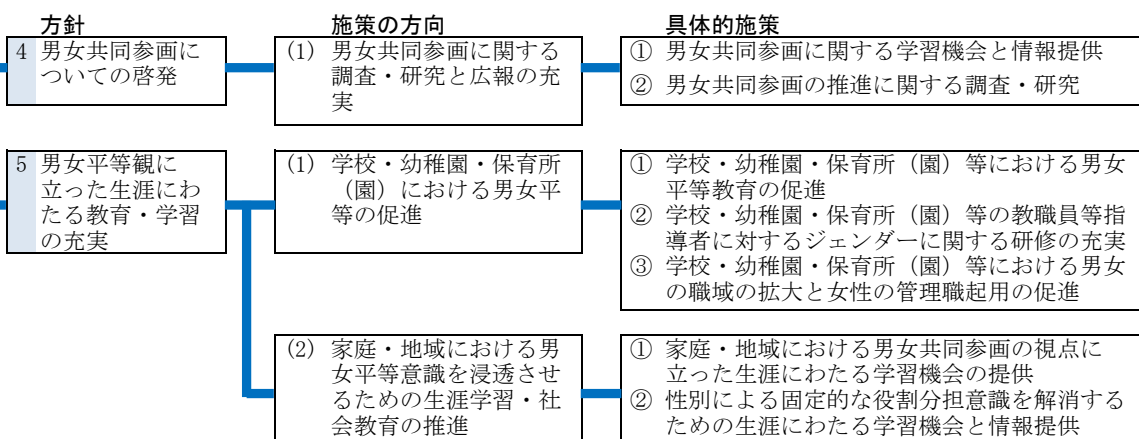 方針 施策の方向 具体的施策
4 男女共同参画に
ついての啓発
(1) 男女共同参画に関する
調査・研究と広報の充
実
① 男女共同参画に関する学習機会と情報提供
② 男女共同参画の推進に関する調査・研究
5 男女平等観に
立った生涯にわ
たる教育・学習
の充実
(1) 学校・幼稚園・保育所
（園）における男女平
等の促進
① 学校・幼稚園・保育所（園）等における男女
平等教育の促進
② 学校・幼稚園・保育所（園）等の教職員等指
導者に対するジェンダーに関する研修の充実
③ 学校・幼稚園・保育所（園）等における男女
の職域の拡大と女性の管理職起用の促進
(2) 家庭・地域における男
女平等意識を浸透させ
るための生涯学習・社
会教育の推進
① 家庭・地域における男女共同参画の視点に
立った生涯にわたる学習機会の提供
② 性別による固定的な役割分担意識を解消する
ための生涯にわたる学習機会と情報提供